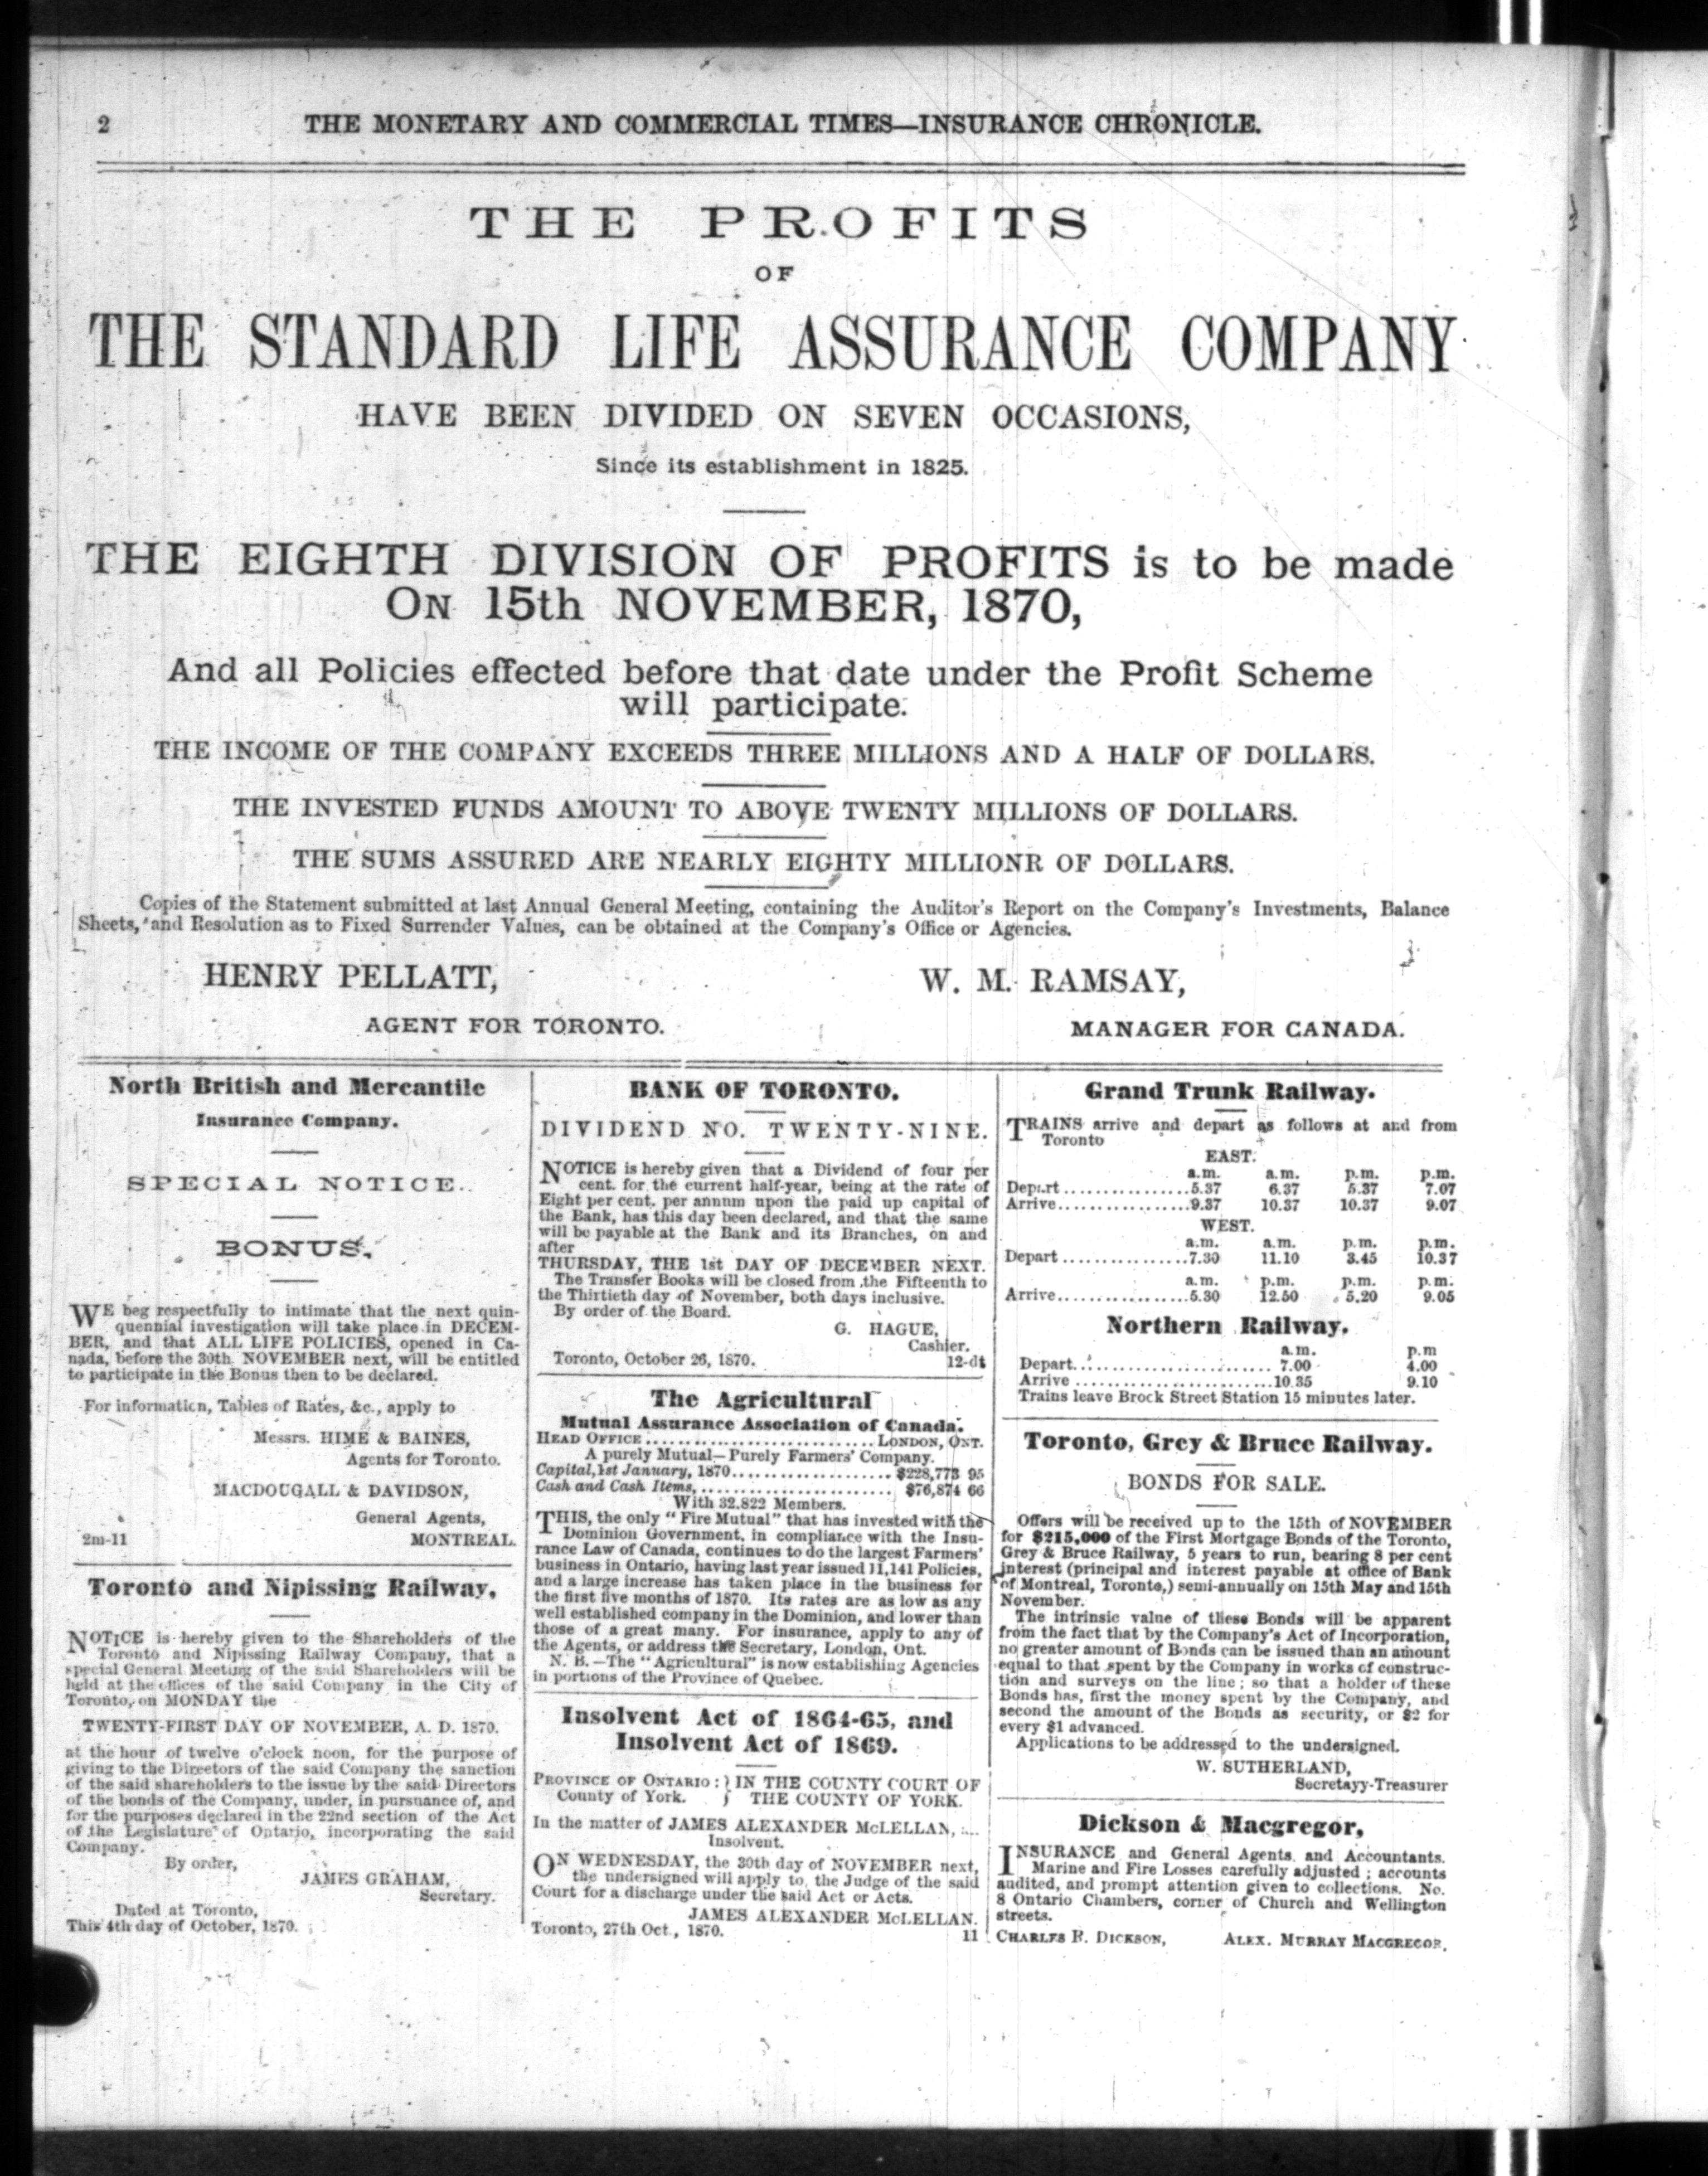 2 THE MONETARY AND COMMERCIAL TIMES—INSURANCE CHRONICLE.
THE PROFITS
OF
THE STANDARD LIFE ASSURANCE COMPANY
HAVE BEEN DIVIDED ON SEVEN OCCASIONS,
Since its establishment in 1825.
THE EIGHTH DIVISION OF PROFITS is to be made
ON 15th NOVEMBER, 1870,
And all Policies effected before that date under the Profit Scheme
will participate.
THE INCOME OF THE COMPANY EXCEEDS THREE MILLIONS AND A HALF OF DOLLARS.
THE INVESTED FUNDS AMOUNT TO ABOVE TWENTY MILLIONS OF DOLLARS.
THE SUMS ASSURED ARE NEARLY EIGHTY MILLIONR OF DOLLARS.
Copies of the Statement submitted at last Annual General Meeting, containing the Auditor's Report on the Company's Investments, Balance
Sheets, and Resolution as to Fixed Surrender Values, can be obtained at the Company's Office or Agencies.
HENRY PELLATT,
AGENT FOR TORONTO.
W. M. RAMSAY,
MANAGER FOR CANADA.
North British and Mercantile
Insurance Company.
SPECIAL NOTICE.
BONUS.
WE beg respectfully to intimate that the next quin-
quennial investigation will take place in DECEM-
BER, and that ALL LIFE POLICIES, opened in Ca-
nada, before the 30th NOVEMBER next, will be entitled
to participate in the Bonus then to be declared.
For information, Tables of Rates, &c., apply to
Messrs. HIME & BAINES,
Agents for Toronto.
MACDOUGALL & DAVIDSON,
General Agents,
2m-11 MONTREAL.
Toronto and Nipissing Railway.
NOTICE is hereby given to the Shareholders of the
Toronto and Nipissing Railway Company, that a
special General Meeting of the said Shareholders will be
held at the offices of the said Company in the City of
Toronto, on MONDAY the
TWENTY-FIRST DAY OF NOVEMBER, A. D. 1870.
at the hour of twelve o'clock noon, for the purpose of
giving to the Directors of the said Company the sanction
of the said shareholders to the issue by the said Directors
of the bonds of the Company, under, in pursuance of, and
for the purposes declared in the 22nd section of the Act
of the Legislature of Ontario, incorporating the said
Company.
By order,
JAMES GRAHAM,
Secretary.
Dated at Toronto,
This 4th day of October, 1870.
BANK OF TORONTO.
DIVIDEND NO. TWENTY-NINE.
NOTICE is hereby given that a Dividend of four per
cent. for the current half-year, being at the rate of
Eight per cent. per annum upon the paid up capital of
the Bank, has this day been declared, and that the same
will be payable at the Bank and its Branches, on and
after
THURSDAY, THE 1st DAY OF DECEMBER NEXT.
The Transfer Books will be closed from the Fifteenth to
the Thirtieth day of November, both days inclusive.
By order of the Board.
G. HAGUE,
Cashier.
Toronto, October 26, 1870. 12-dt
The Agricultural
Mutual Assurance Association of Canada.
HEAD OFFICE............................LONDON, ONT.
A purely Mutual—Purely Farmers' Company.
Capital, 1st January, 1870....................$228,773 95
Cash and Cash Items,........................ $76,874 66
With 32.822 Members.
THIS, the only "Fire Mutual" that has invested with the
Dominion Government, in compliance with the Insu-
rance Law of Canada, continues to do the largest Farmers'
business in Ontario, having last year issued 11,141 Policies,
and a large increase has taken place in the business for
the first five months of 1870. Its rates are as low as any
well established company in the Dominion, and lower than
those of a great many. For insurance, apply to any of
the Agents, or address the Secretary, London, Ont.
N. B.—The "Agricultural" is now establishing Agencies
in portions of the Province of Quebec.
Insolvent Act of 1864-65, and
Insolvent Act of 1869.
PROVINCE OF ONTARIO : } IN THE COUNTY COURT OF
County of York. } THE COUNTY OF YORK.
In the matter of JAMES ALEXANDER McLELLAN,
Insolvent.
ON WEDNESDAY, the 30th day of NOVEMBER next,
the undersigned will apply to the Judge of the said
Court for a discharge under the said Act or Acts.
JAMES ALEXANDER McLELLAN.
Toronto, 27th Oct., 1870. 11
Grand Trunk Railway.
TRAINS arrive and depart as follows at and from
Toronto
EAST.
a.m. a.m. p.m. p.m.
Depart................5.37 6.37 5.37 7.07
Arrive.................9.37 10.37 10.37 9.07
WEST.
a.m. a.m. p.m. p.m.
Depart................7.30 11.10 3.45 10.37
a.m. p.m. p.m. p.m.
Arrive.................5.30 12.50 5.20 9.05
Northern Railway.
a.m. p.m
Depart.......................... 7.00 4.00
Arrive .........................10.35 9.10
Trains leave Brock Street Station 15 minutes later.
Toronto, Grey & Bruce Railway.
BONDS FOR SALE.
Offers will be received up to the 15th of NOVEMBER
for $215,000 of the First Mortgage Bonds of the Toronto,
Grey & Bruce Railway, 5 years to run, bearing 8 per cent
interest (principal and interest payable at office of Bank
of Montreal, Toronto,) semi-annually on 15th May and 15th
November.
The intrinsic value of these Bonds will be apparent
from the fact that by the Company's Act of Incorporation,
no greater amount of Bonds can be issued than an amount
equal to that spent by the Company in works of construc-
tion and surveys on the line; so that a holder of these
Bonds has, first the money spent by the Company, and
second the amount of the Bonds as security, or $2 for
every $1 advanced.
Applications to be addressed to the undersigned.
W. SUTHERLAND,
Secretayy-Treasurer
Dickson & Macgregor,
INSURANCE and General Agents and Accountants.
Marine and Fire Losses carefully adjusted; accounts
audited, and prompt attention given to collections. No.
8 Ontario Chambers, corner of Church and Wellington
streets.
CHARLES R. DICKSON, ALEX. MURRAY MACGREGOR.